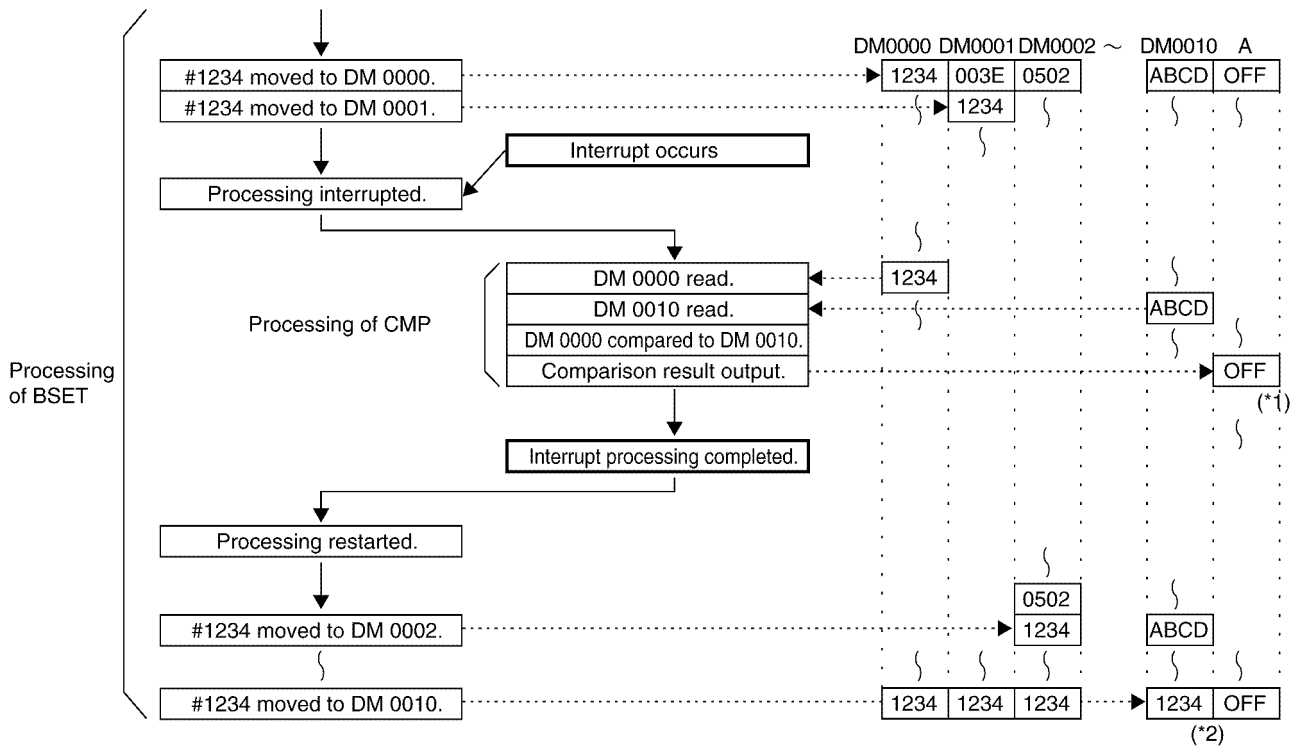 DM0000 DM0001 DM0002 ~ DM0010 A
#1234 moved to DM 0000. 1234 003E 0502 ABCD OFF
#1234 moved to DM 0001. 1234
Interrupt occurs
Processing interrupted.
DM 0000 read. 1234
DM 0010 read. ABCD
Processing of CMP
DM 0000 compared to DM 0010.
Comparison result output. OFF
(*1)
Processing
of BSET
Interrupt processing completed.
Processing restarted.
0502
#1234 moved to DM 0002. 1234 ABCD
#1234 moved to DM 0010. 1234 1234 1234 1234 OFF
(*2)